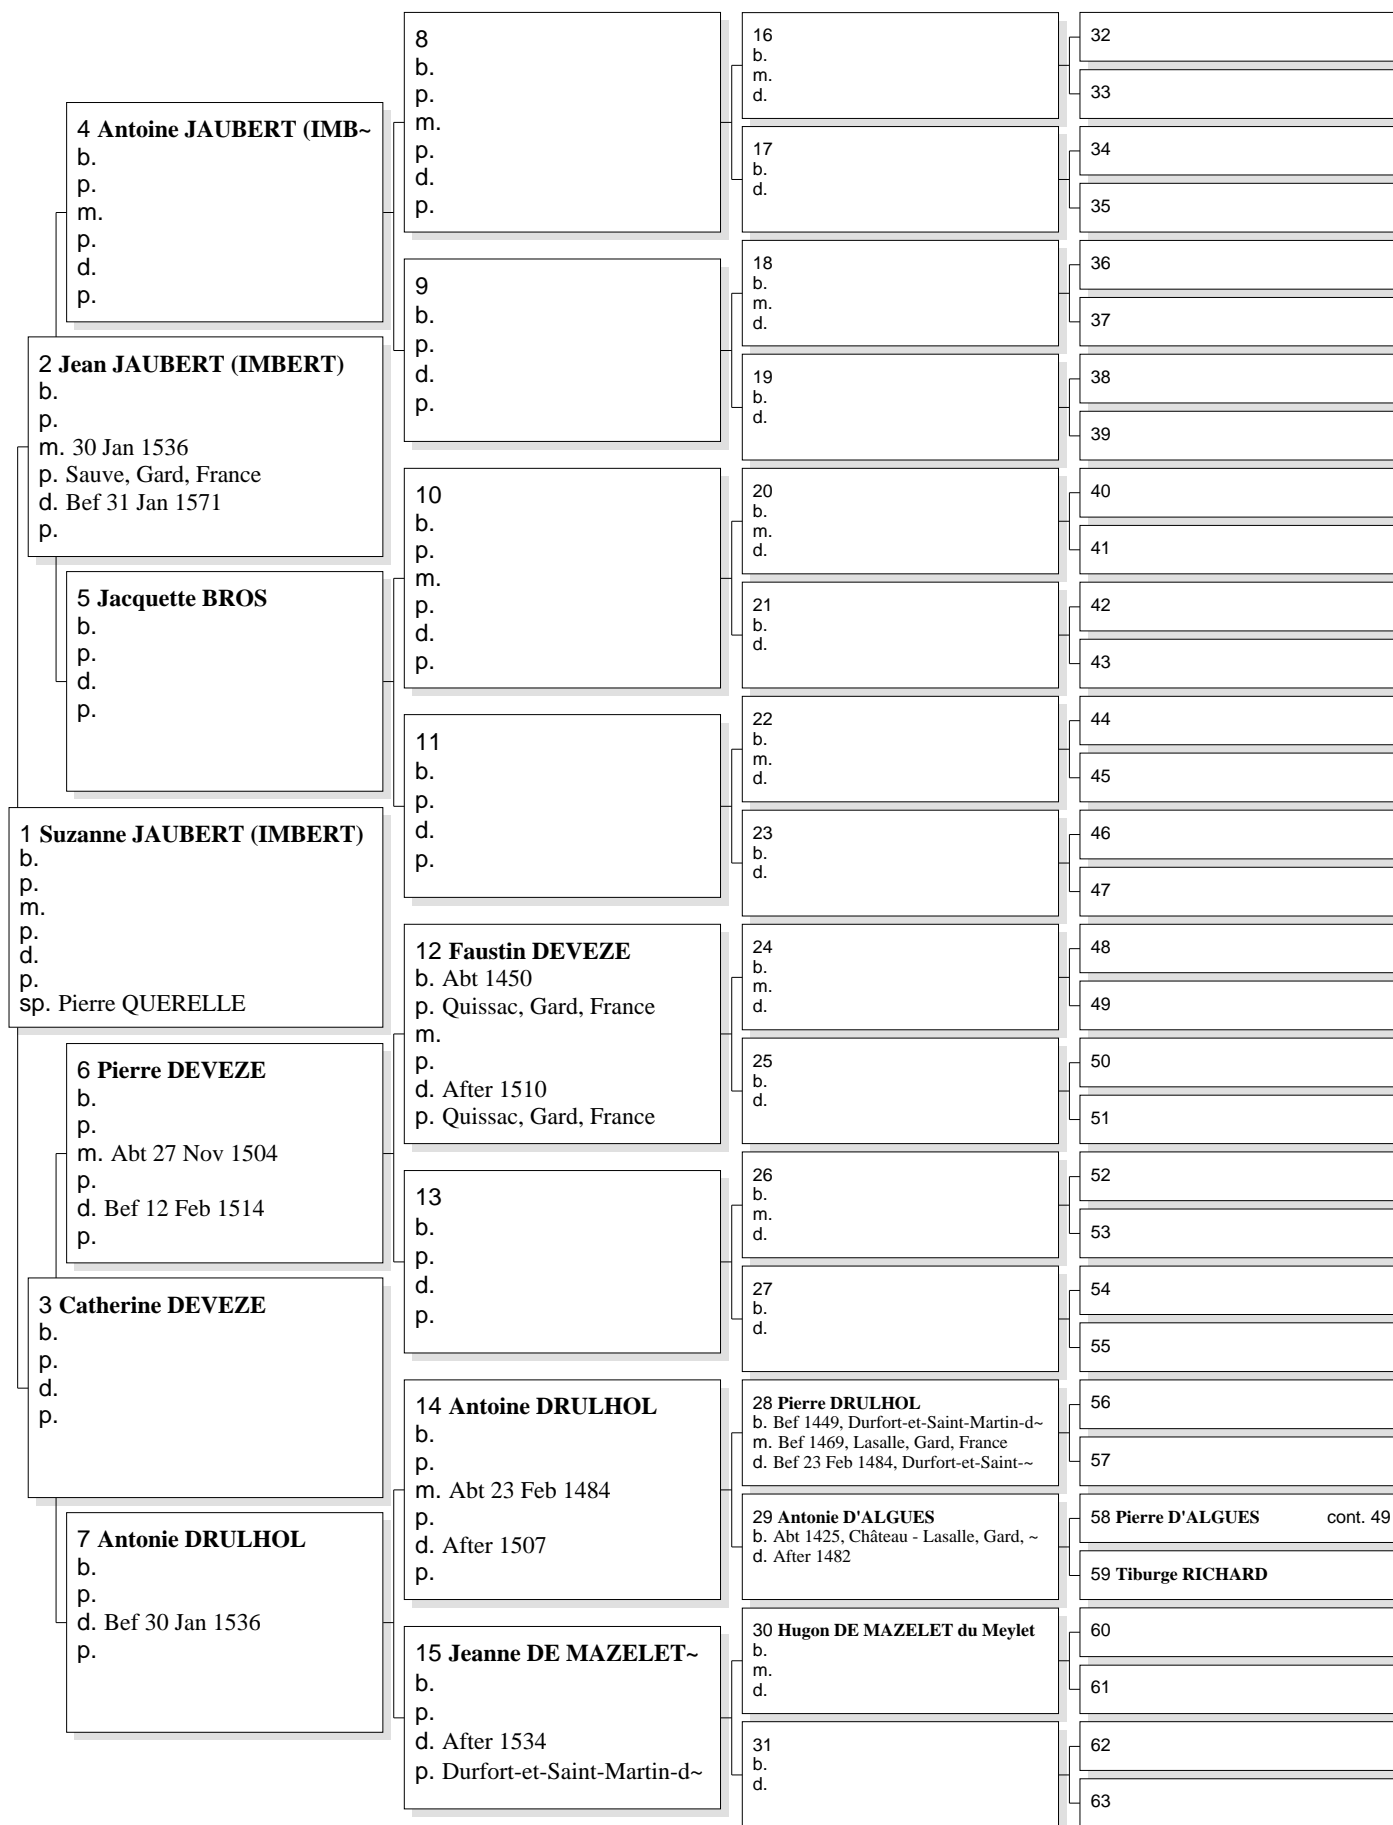 8
b.
p.
m.
p.
d.
p.
16
b.
m.
d.
32
33
4 Antoine JAUBERT (IMB~
b.
p.
m.
p.
d.
p.
17
b.
d.
34
35
9
b.
p.
d.
p.
18
b.
m.
d.
36
37
2 Jean JAUBERT (IMBERT)
b.
p.
m. 30 Jan 1536
p. Sauve, Gard, France
d. Bef 31 Jan 1571
p.
19
b.
d.
38
39
10
b.
p.
m.
p.
d.
p.
20
b.
m.
d.
40
41
5 Jacquette BROS
b.
p.
d.
p.
21
b.
d.
42
43
11
b.
p.
d.
p.
22
b.
m.
d.
44
45
1 Suzanne JAUBERT (IMBERT)
b.
p.
m.
p.
d.
p.
sp. Pierre QUERELLE
23
b.
d.
46
47
12 Faustin DEVEZE
b. Abt 1450
p. Quissac, Gard, France
m.
p.
d. After 1510
p. Quissac, Gard, France
24
b.
m.
d.
48
49
6 Pierre DEVEZE
b.
p.
m. Abt 27 Nov 1504
p.
d. Bef 12 Feb 1514
p.
25
b.
d.
50
51
13
b.
p.
d.
p.
26
b.
m.
d.
52
53
3 Catherine DEVEZE
b.
p.
d.
p.
27
b.
d.
54
55
14 Antoine DRULHOL
b.
p.
m. Abt 23 Feb 1484
p.
d. After 1507
p.
28 Pierre DRULHOL
b. Bef 1449, Durfort-et-Saint-Martin-d~
m. Bef 1469, Lasalle, Gard, France
d. Bef 23 Feb 1484, Durfort-et-Saint-~
56
57
7 Antonie DRULHOL
b.
p.
d. Bef 30 Jan 1536
p.
29 Antonie D'ALGUES
b. Abt 1425, Château - Lasalle, Gard, ~
d. After 1482
58 Pierre D'ALGUES cont. 49
59 Tiburge RICHARD
15 Jeanne DE MAZELET~
b.
p.
d. After 1534
p. Durfort-et-Saint-Martin-d~
30 Hugon DE MAZELET du Meylet
b.
m.
d.
60
61
31
b.
d.
62
63